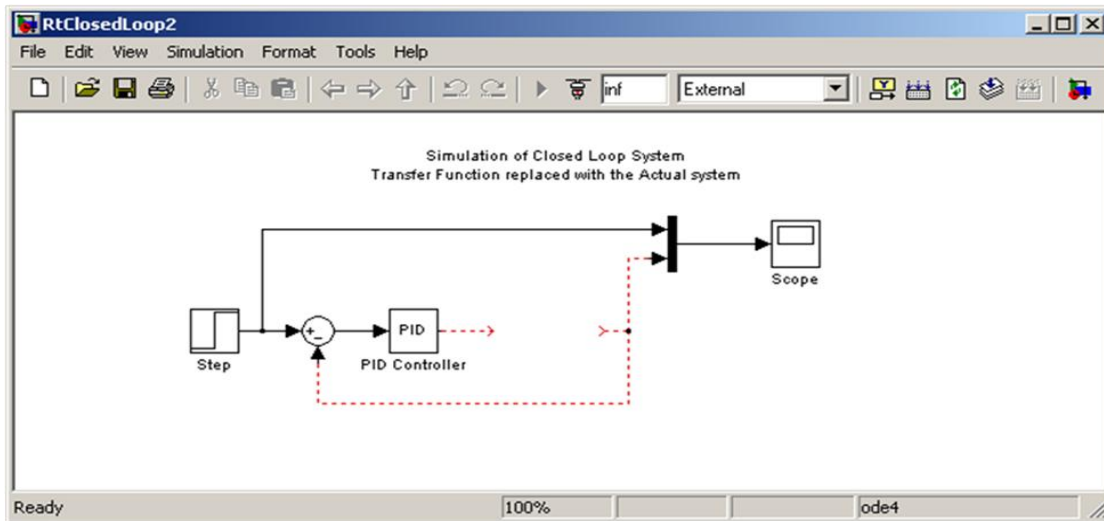 RtClosedLoop2
File Edit View Simulation Format Tools Help
inf External
Simulation of Closed Loop System
Transfer Function replaced with the Actual system
Scope
PID
Step PID Controller
Ready 100% ode4